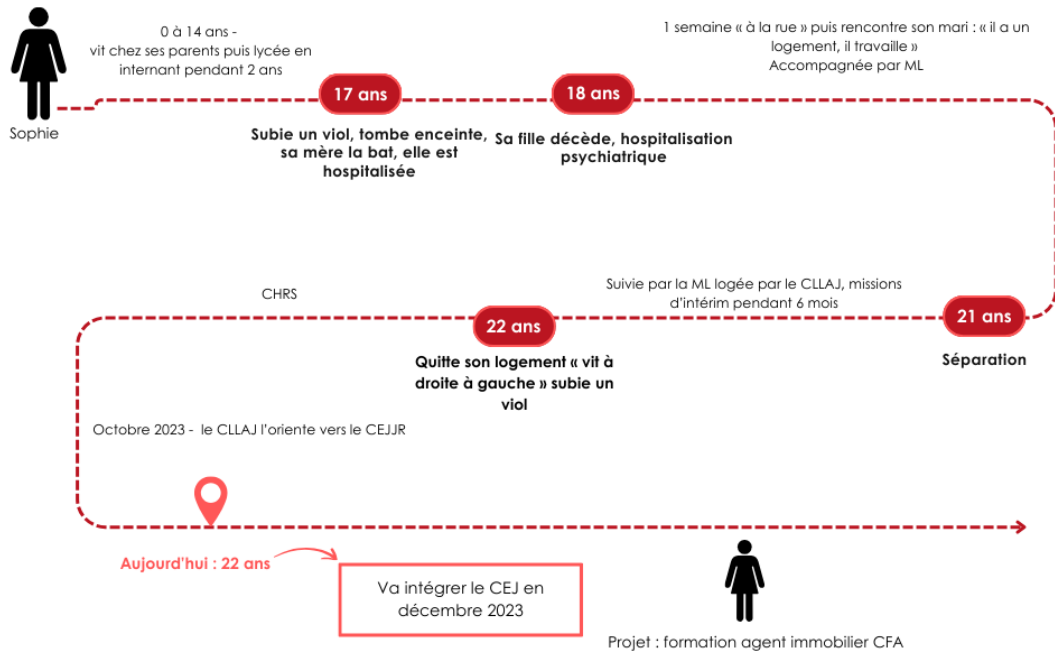 0 à 14 ans -
vit chez ses parents puis lycée en
internant pendant 2 ans
1 semaine « à la rue » puis rencontre son mari : « il a un
logement, il travaille »
Accompagnée par ML
Sophie
17 ans
18 ans
Subie un viol, tombe enceinte,
sa mère la bat, elle est
hospitalisée
Sa fille décède, hospitalisation
psychiatrique
CHRS
Suivie par la ML logée par le CLLAJ, missions
d'intérim pendant 6 mois
22 ans
21 ans
Quitte son logement « vit à
droite à gauche » subie un
viol
Séparation
Octobre 2023 - le CLLAJ l'oriente vers le CEJJR
Aujourd'hui : 22 ans
Va intégrer le CEJ en
décembre 2023
Projet : formation agent immobilier CFA